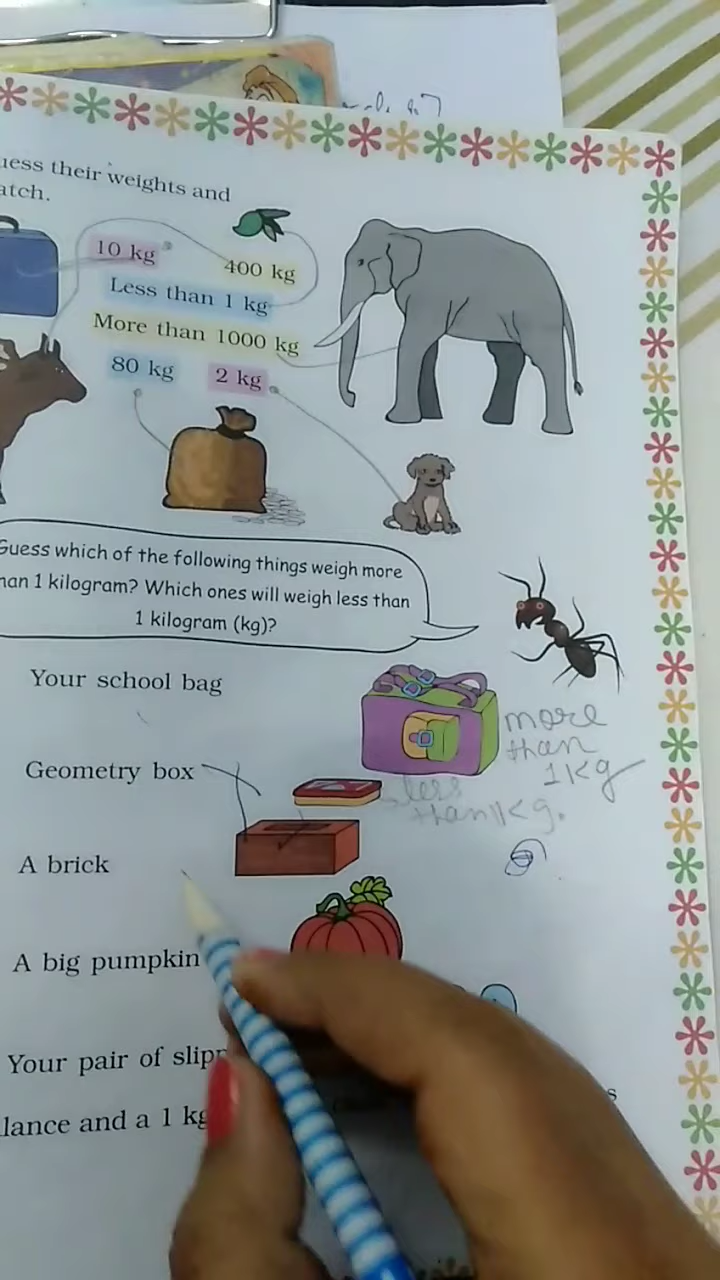 uess their weights and
atch.
10 kg
400 kg
Less than 1 kg
More than 1000 kg
80 kg
2 kg
Guess which of the following things weigh more
han 1 kilogram? Which ones will weigh less than
1 kilogram (kg)?
Your school bag
more
than
1kg
Geometry box
less
than 1kg.
A brick
A big pumpkin
Your pair of slipp
lance and a 1 kg
s